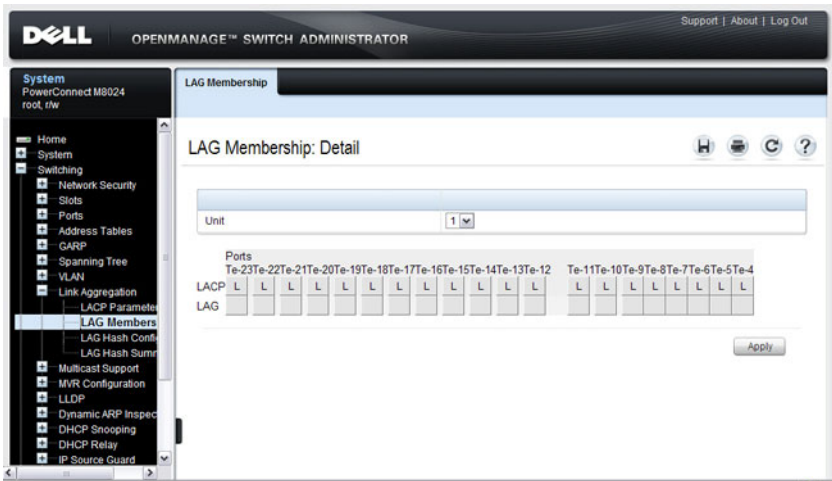 Support | About | Log Out
DELL
OPENMANAGE™ SWITCH ADMINISTRATOR
System
PowerConnect M8024
root, r/w
LAG Membership
Home
System
Switching
Network Security
Slots
Ports
Address Tables
GARP
Spanning Tree
VLAN
Link Aggregation
LACP Parameter
LAG Members
LAG Hash Confi
LAG Hash Summ
Multicast Support
MVR Configuration
LLDP
Dynamic ARP Inspec
DHCP Snooping
DHCP Relay
IP Source Guard
LAG Membership: Detail
?
Unit 1
Ports
Te-23Te-22Te-21Te-20Te-19Te-18Te-17Te-16Te-15Te-14Te-13Te-12 Te-11Te-10Te-9Te-8Te-7Te-6Te-5Te-4
LACP L L L L L L L L L L L L L L L L L L L L
LAG
Apply